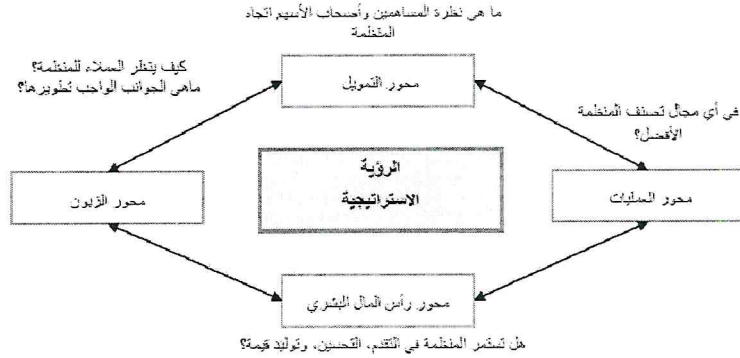 ما هي نظرة المساهمين وأصحاب الأسهم اتجاه
المنظمة
محور التمويل
كيف ينظر العملاء للمنظمة؟
ماهي الجوانب الواجب تطويرها؟
في أي مجال تصنف المنظمة
الأفضل؟
الرؤية
الاستراتيجية
محور الزبون
محور العمليات
محور رأس المال البشري
هل تستمر المنظمة في التقدم، التحسين، وتوليد قيمة؟